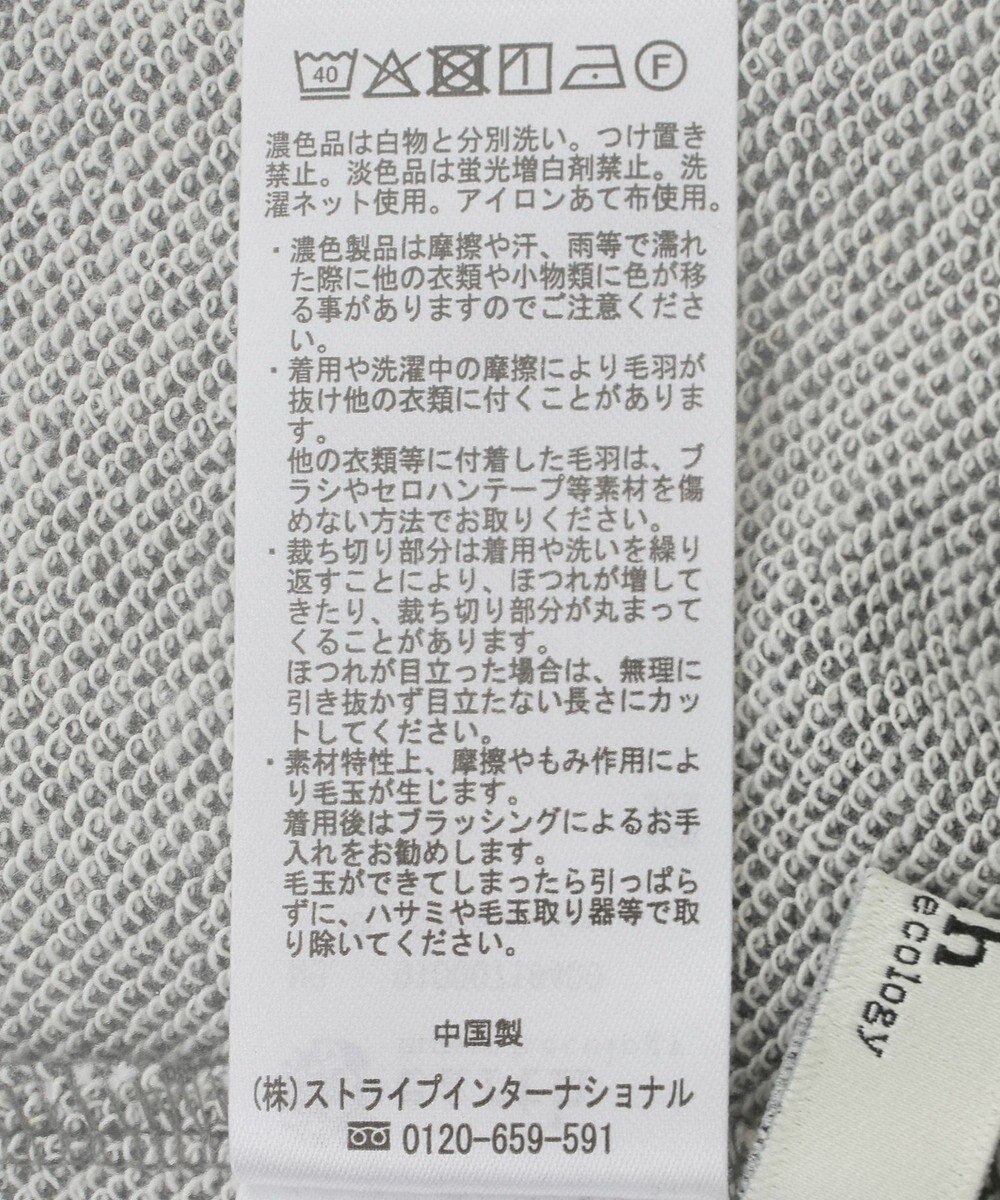 40
F
濃色品は白物と分別洗い。つけ置き
禁止。淡色品は蛍光増白剤禁止。洗
濯ネット使用。アイロンあて布使用。
・濃色製品は摩擦や汗、雨等で濡れ
た際に他の衣類や小物類に色が移
る事がありますのでご注意くださ
い。
・着用や洗濯中の摩擦により毛羽が
抜け他の衣類に付くことがありま
す。
他の衣類等に付着した毛羽は、ブ
ラシやセロハンテープ等素材を傷
めない方法でお取りください。
・裁ち切り部分は着用や洗いを繰り
返すことにより、ほつれが増して
きたり、裁ち切り部分が丸まって
くることがあります。
ほつれが目立った場合は、無理に
引き抜かず目立たない長さにカッ
トしてください。
・素材特性上、摩擦やもみ作用によ
り毛玉が生じます。
着用後はブラッシングによるお手
入れをお勧めします。
毛玉ができてしまったら引っぱら
ずに、ハサミや毛玉取り器等で取
り除いてください。
中国製
(株)ストライプインターナショナル
0120-659-591
h
ecology